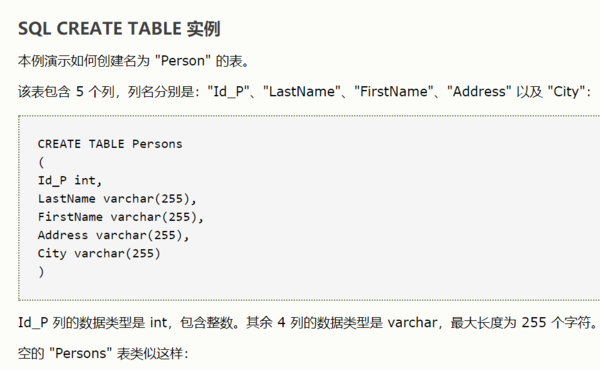 SQL CREATE TABLE 实例
本例演示如何创建名为 "Person" 的表。
该表包含 5 个列，列名分别是："Id_P"、"LastName"、"FirstName"、"Address" 以及 "City"：
CREATE TABLE Persons
(
Id_P int,
LastName varchar(255),
FirstName varchar(255),
Address varchar(255),
City varchar(255)
)
Id_P 列的数据类型是 int，包含整数。其余 4 列的数据类型是 varchar，最大长度为 255 个字符。
空的 "Persons" 表类似这样：